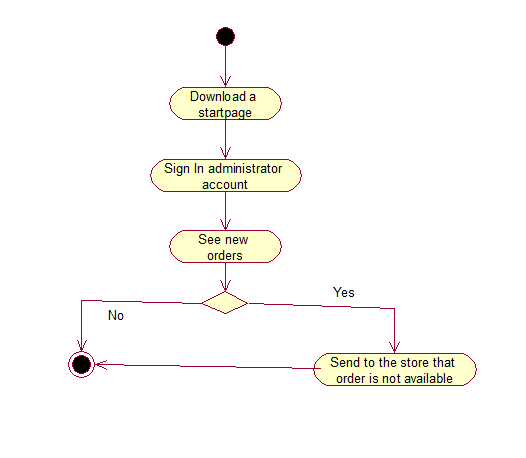 Download a
startpage
Sign In administrator
account
See new
orders
Yes
No
Send to the store that
order is not available